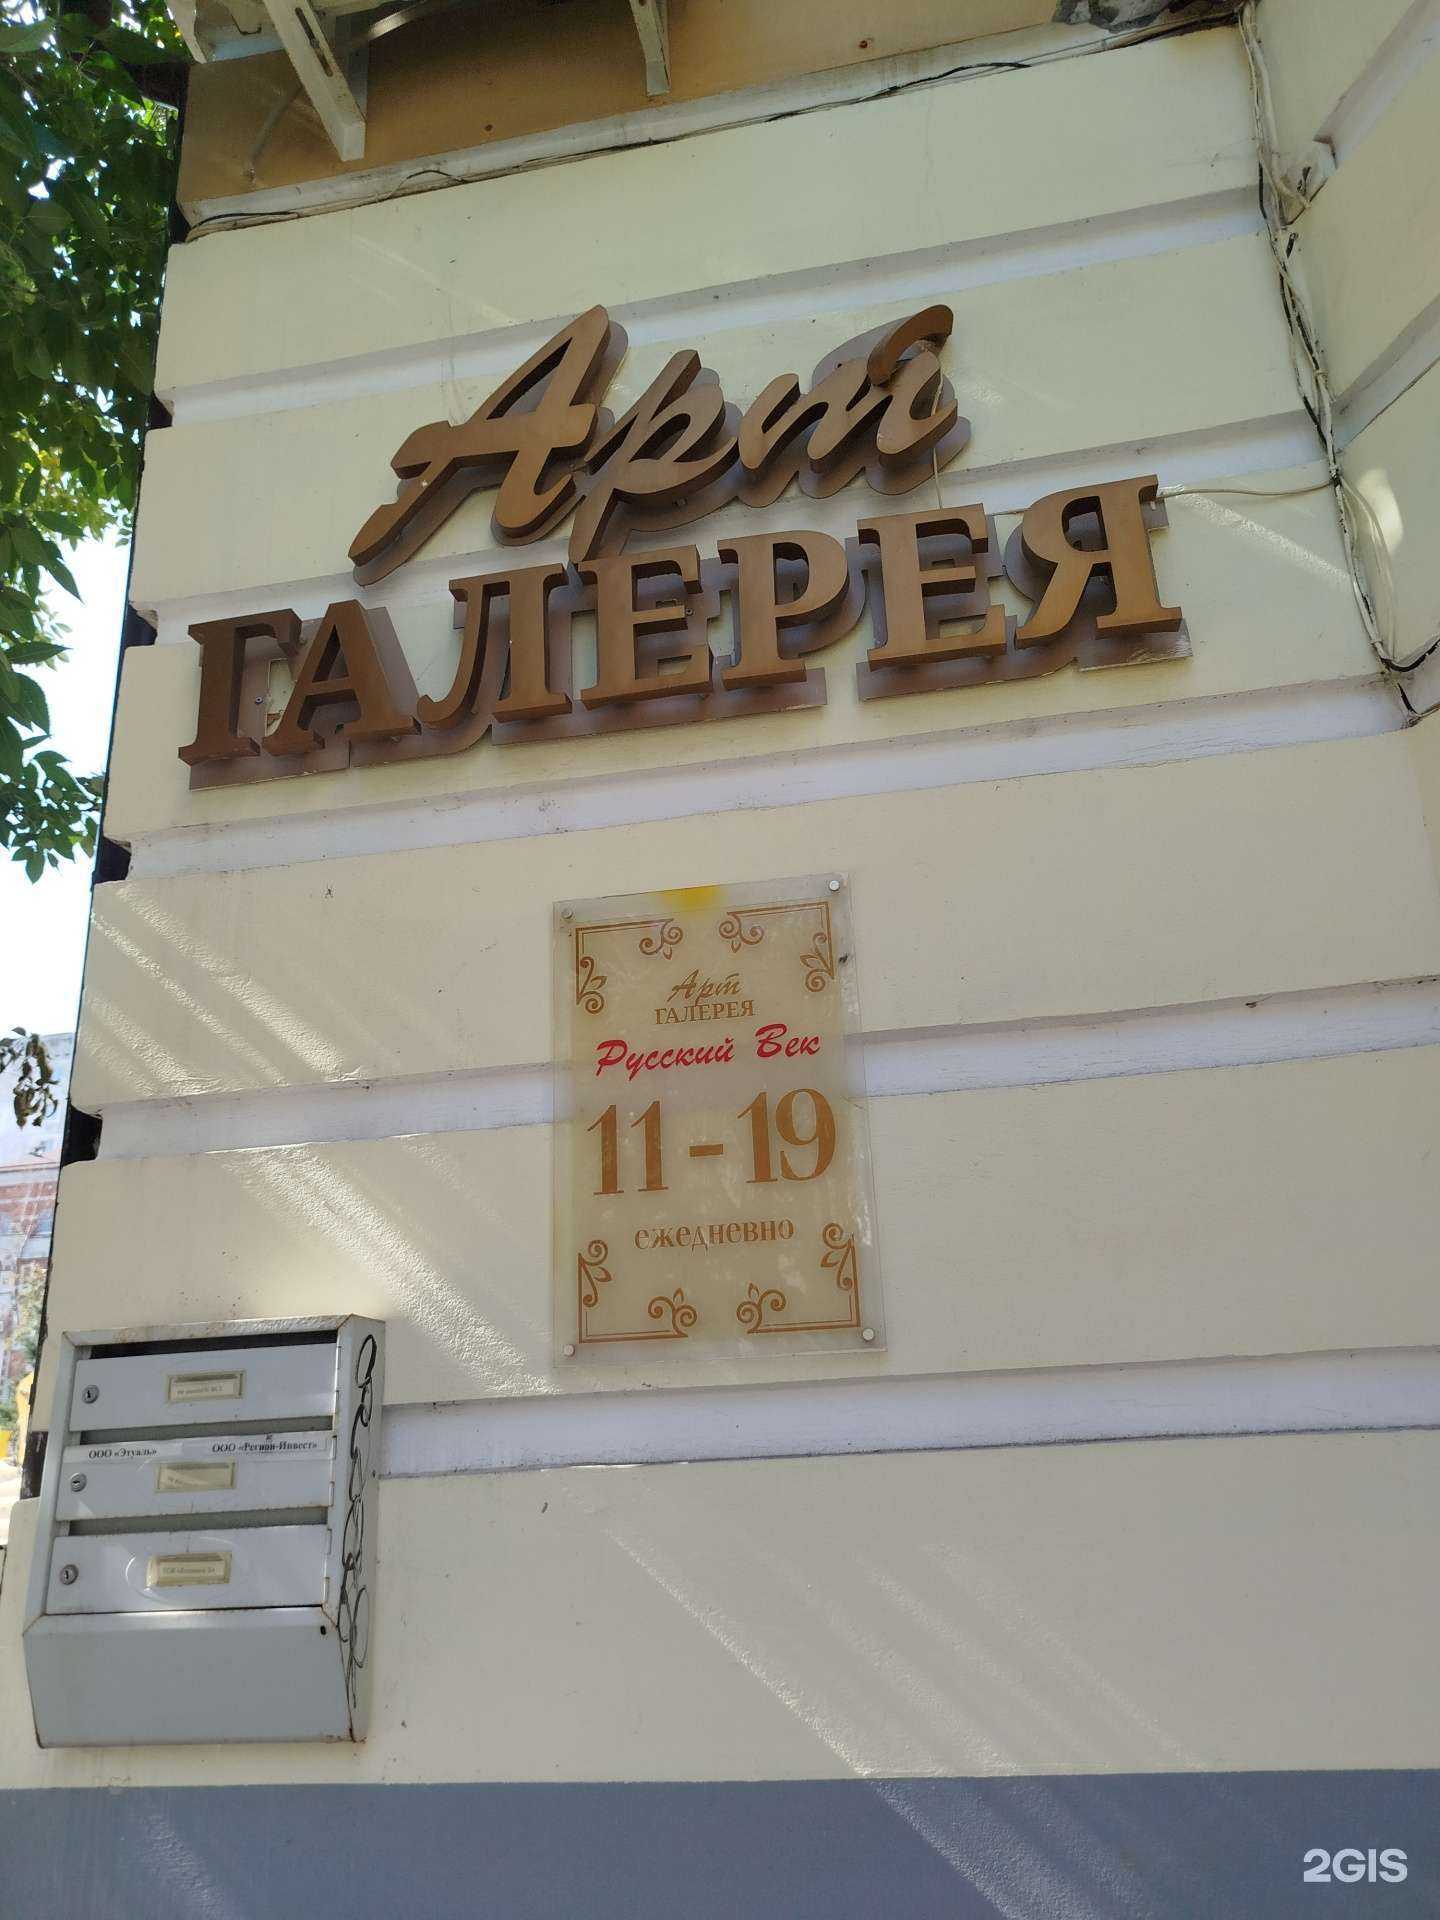 Арт
ГАЛЕРЕЯ
Арт
ГАЛЕРЕЯ
Русский Век
11-19
ежедневно
ООО «Этуаль» ООО «Регион-Инвест»
2GIS